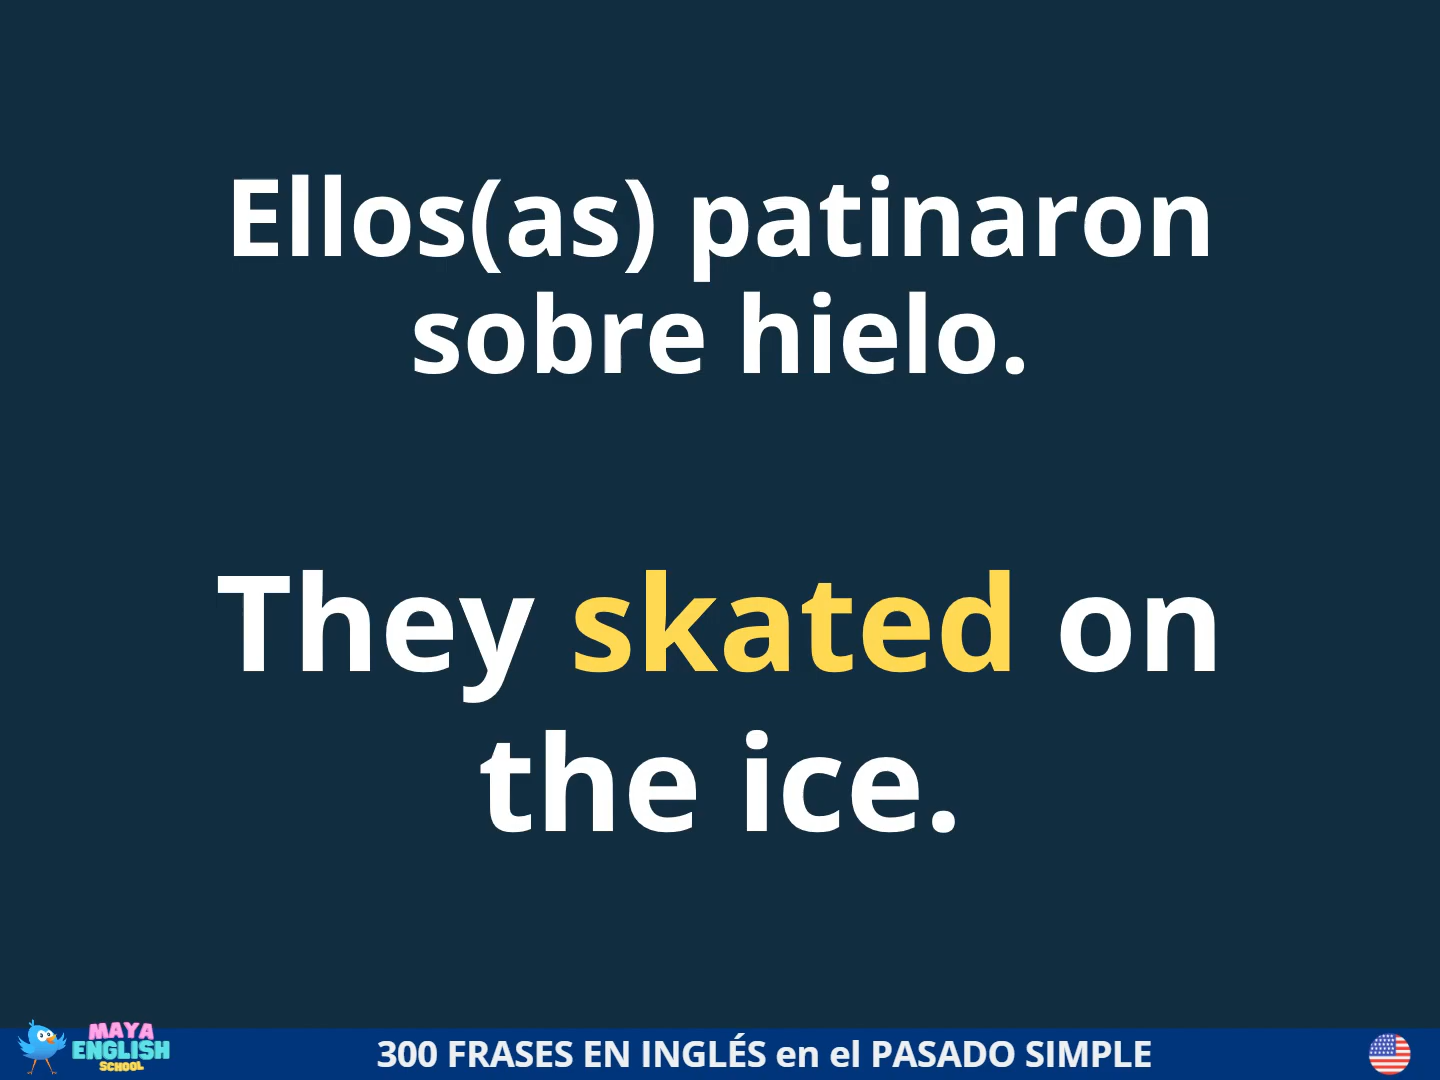 Ellos(as) patinaron
sobre hielo.
They skated on
the ice.
MAYA
ENGLISH
SCHOOL
300 FRASES EN INGLÉS en el PASADO SIMPLE